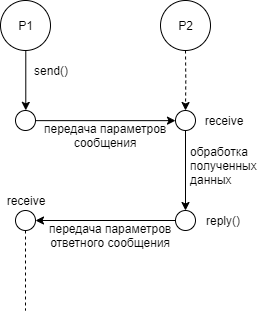 P1
P2
send()
передача параметров
сообщения
receive
обработка
полученных
данных
receive
reply()
передача параметров
ответного сообщения